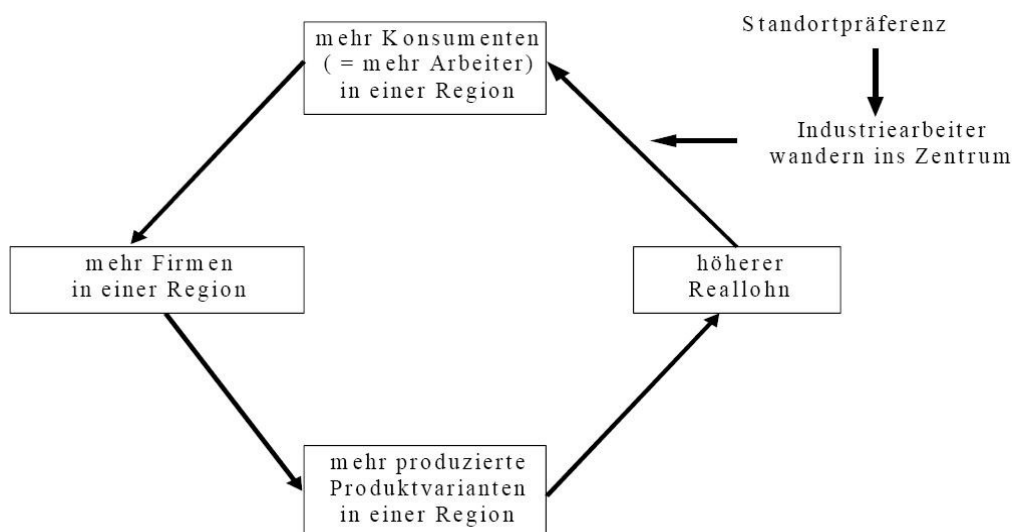 mehr Konsumenten
( = mehr Arbeiter)
in einer Region
Standortpräferenz
Industriearbeiter
wandern ins Zentrum
mehr Firmen
in einer Region
höherer
Reallohn
mehr produzierte
Produktvarianten
in einer Region